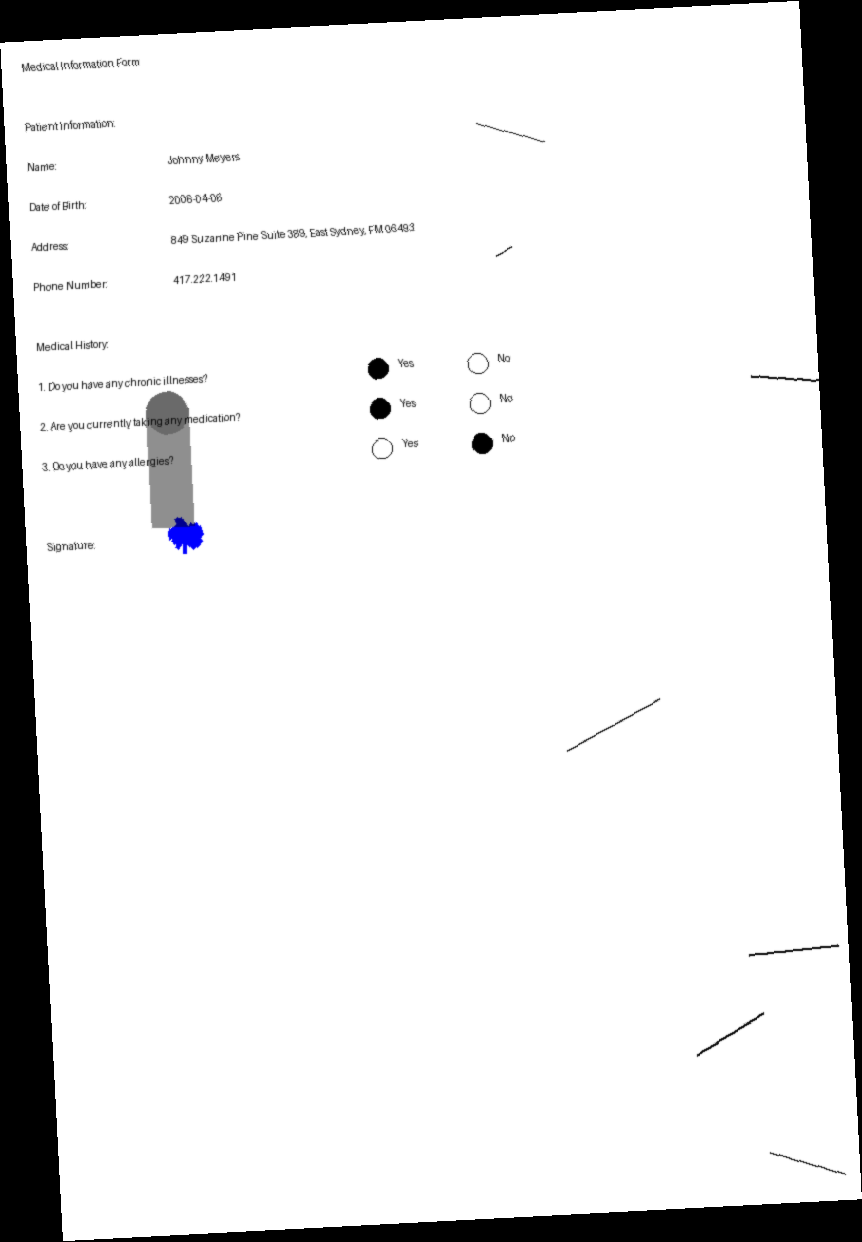 Medical Information Form
Patient Information:
Name: Johnny Meyers
Date of Birth: 2006-04-06
Address: 849 Suzanne Pine Suite 389, East Sydney, FM 06493
Phone Number: 417.222.1491
Medical History:
1. Do you have any chronic illnesses? Yes No
2. Are you currently taking any medication? Yes No
3. Do you have any allergies? Yes No
Signature: